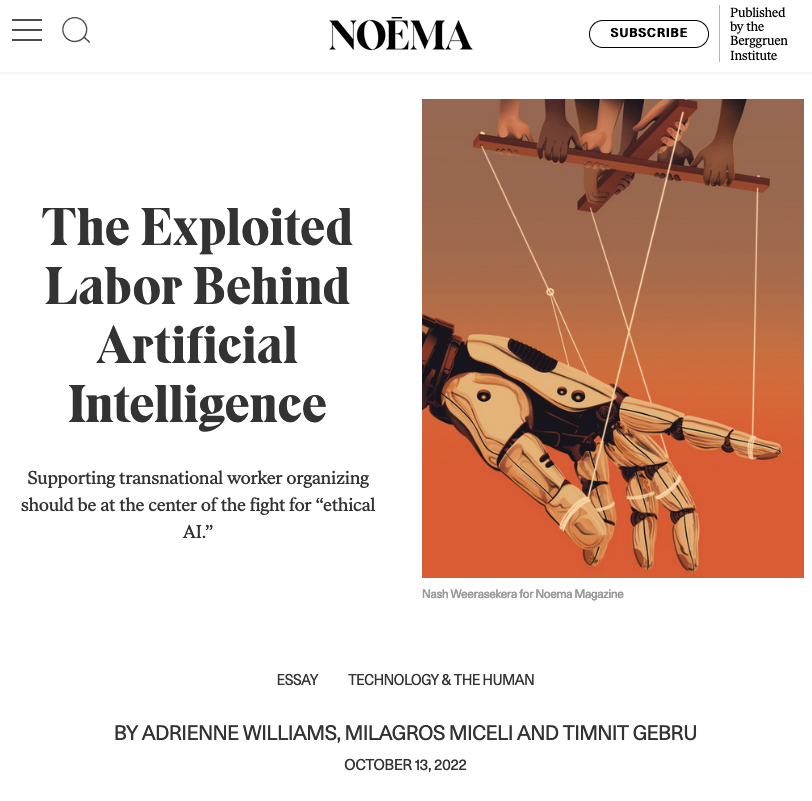 NOĒMA
SUBSCRIBE
Published
by the
Berggruen
Institute
The Exploited
Labor Behind
Artificial
Intelligence
Supporting transnational worker organizing
should be at the center of the fight for “ethical
AI.”
Nash Weerasekera for Noema Magazine
ESSAY TECHNOLOGY & THE HUMAN
BY ADRIENNE WILLIAMS, MILAGROS MICELI AND TIMNIT GEBRU
OCTOBER 13, 2022